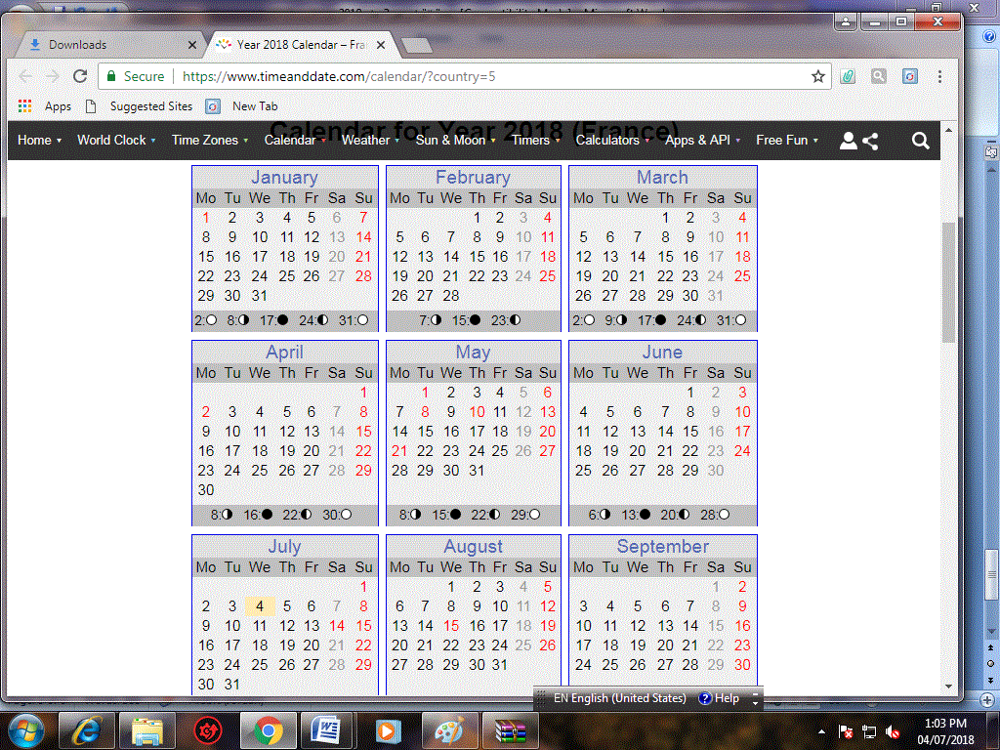 Downloads
Year 2018 Calendar – Fra
Secure
https://www.timeanddate.com/calendar/?country=5
Apps
Suggested Sites
New Tab
Calendar for Year 2018 (France)
Home World Clock Time Zones Calendar Weather Sun & Moon Timers Calculators Apps & API Free Fun
January February March
Mo Tu We Th Fr Sa Su Mo Tu We Th Fr Sa Su Mo Tu We Th Fr Sa Su
1 2 3 4 5 6 7 1 2 3 4 1 2 3 4
8 9 10 11 12 13 14 5 6 7 8 9 10 11 5 6 7 8 9 10 11
15 16 17 18 19 20 21 12 13 14 15 16 17 18 12 13 14 15 16 17 18
22 23 24 25 26 27 28 19 20 21 22 23 24 25 19 20 21 22 23 24 25
29 30 31 26 27 28 26 27 28 29 30 31
2: 8: 17: 24: 31: 7: 15: 23: 2: 9: 17: 24: 31:
April May June
Mo Tu We Th Fr Sa Su Mo Tu We Th Fr Sa Su Mo Tu We Th Fr Sa Su
1 1 2 3 4 5 6 1 2 3
2 3 4 5 6 7 8 7 8 9 10 11 12 13 4 5 6 7 8 9 10
9 10 11 12 13 14 15 14 15 16 17 18 19 20 11 12 13 14 15 16 17
16 17 18 19 20 21 22 21 22 23 24 25 26 27 18 19 20 21 22 23 24
23 24 25 26 27 28 29 28 29 30 31 25 26 27 28 29 30
30
8: 16: 22: 30: 8: 15: 22: 29: 6: 13: 20: 28:
July August September
Mo Tu We Th Fr Sa Su Mo Tu We Th Fr Sa Su Mo Tu We Th Fr Sa Su
1 1 2 3 4 5 1 2
2 3 4 5 6 7 8 6 7 8 9 10 11 12 3 4 5 6 7 8 9
9 10 11 12 13 14 15 13 14 15 16 17 18 19 10 11 12 13 14 15 16
16 17 18 19 20 21 22 20 21 22 23 24 25 26 17 18 19 20 21 22 23
23 24 25 26 27 28 29 27 28 29 30 31 24 25 26 27 28 29 30
30 31
EN English (United States) Help
1:03 PM
04/07/2018